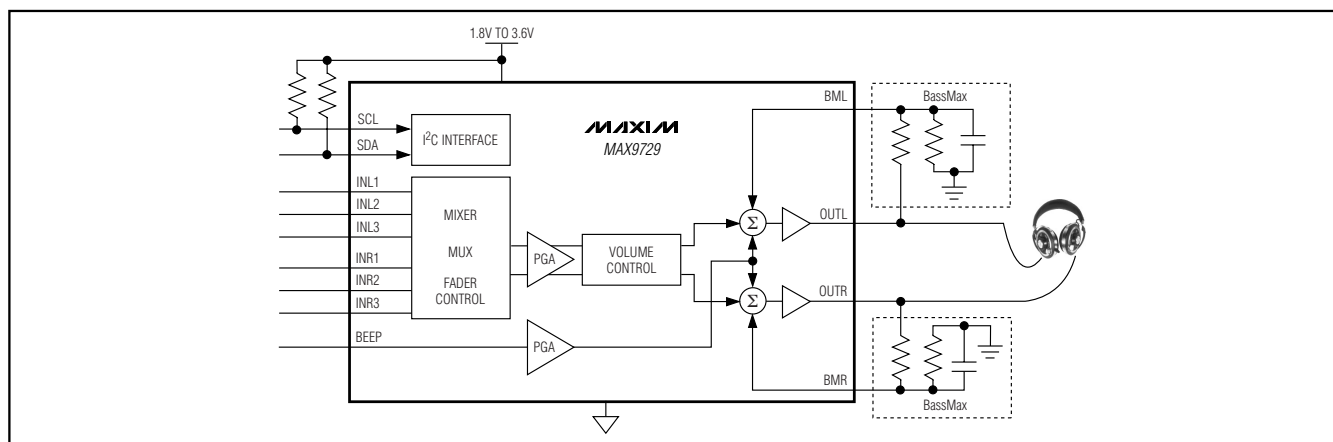 1.8V TO 3.6V
SCL
SDA
I²C INTERFACE
MAXIM
MAX9729
INL1
INL2
INL3
INR1
INR2
INR3
MIXER
MUX
FADER
CONTROL
PGA
VOLUME
CONTROL
BEEP
PGA
Σ
Σ
BML
OUTL
OUTR
BMR
BassMax
BassMax